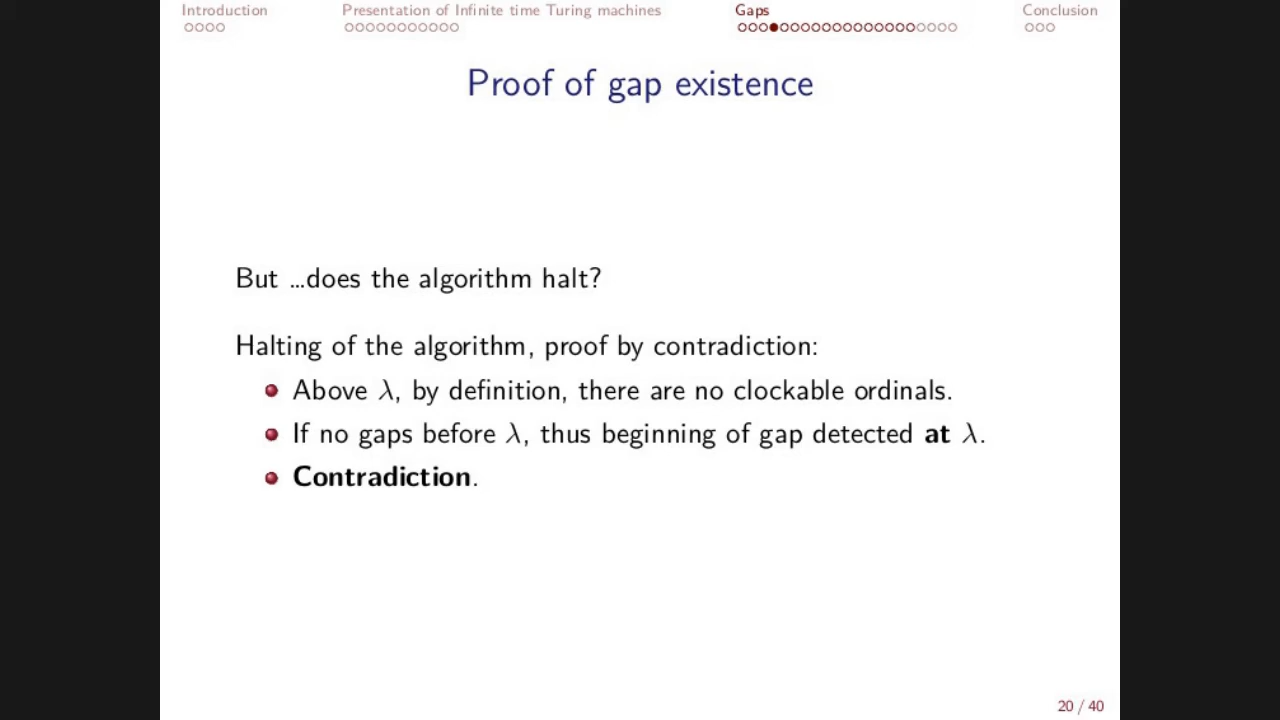 Introduction Presentation of Infinite time Turing machines Gaps Conclusion
Proof of gap existence
But ...does the algorithm halt?
Halting of the algorithm, proof by contradiction:
Above λ, by definition, there are no clockable ordinals.
If no gaps before λ, thus beginning of gap detected at λ.
Contradiction.
20 / 40